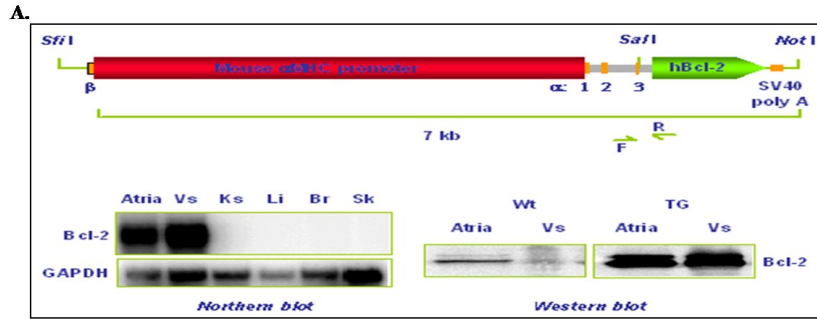 A.
SfiI SalI NotI
Mouse αMHC promoter hBcl-2
β α: 1 2 3 SV40
poly A
7 kb F R
Atria Vs Ks Li Br Sk
Bcl-2
GAPDH
Northern blot
Wt TG
Atria Vs Atria Vs
Bcl-2
Western blot